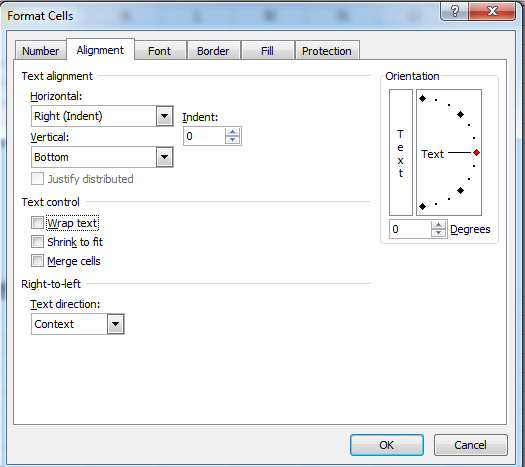 Format Cells
Number Alignment Font Border Fill Protection
Text alignment
Horizontal:
Right (Indent)
Indent:
0
Vertical:
Bottom
Justify distributed
Text control
Wrap text
Shrink to fit
Merge cells
Right-to-left
Text direction:
Context
Orientation
Text
Text
0 Degrees
OK Cancel